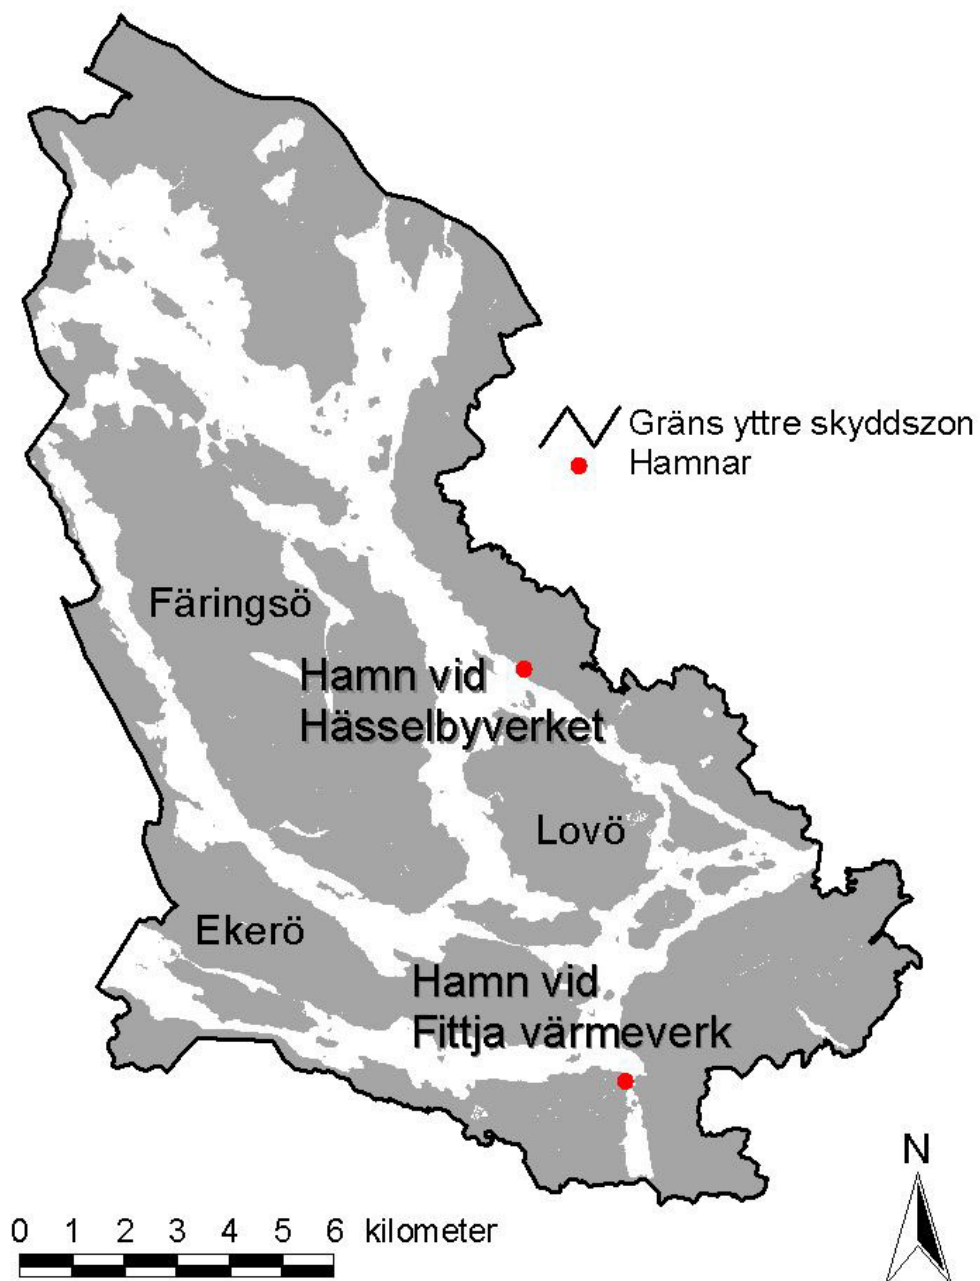 Gräns yttre skyddszon
Hamnar
Färingsö
Hamn vid
Hässelbyverket
Lovö
Ekerö
Hamn vid
Fittja värmeverk
N
0 1 2 3 4 5 6 kilometer